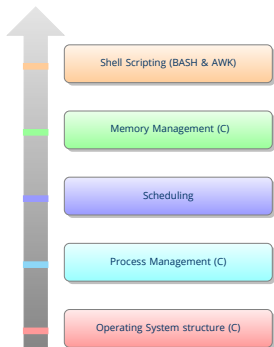 Shell Scripting (BASH & AWK)
Memory Management (C)
Scheduling
Process Management (C)
Operating System structure (C)